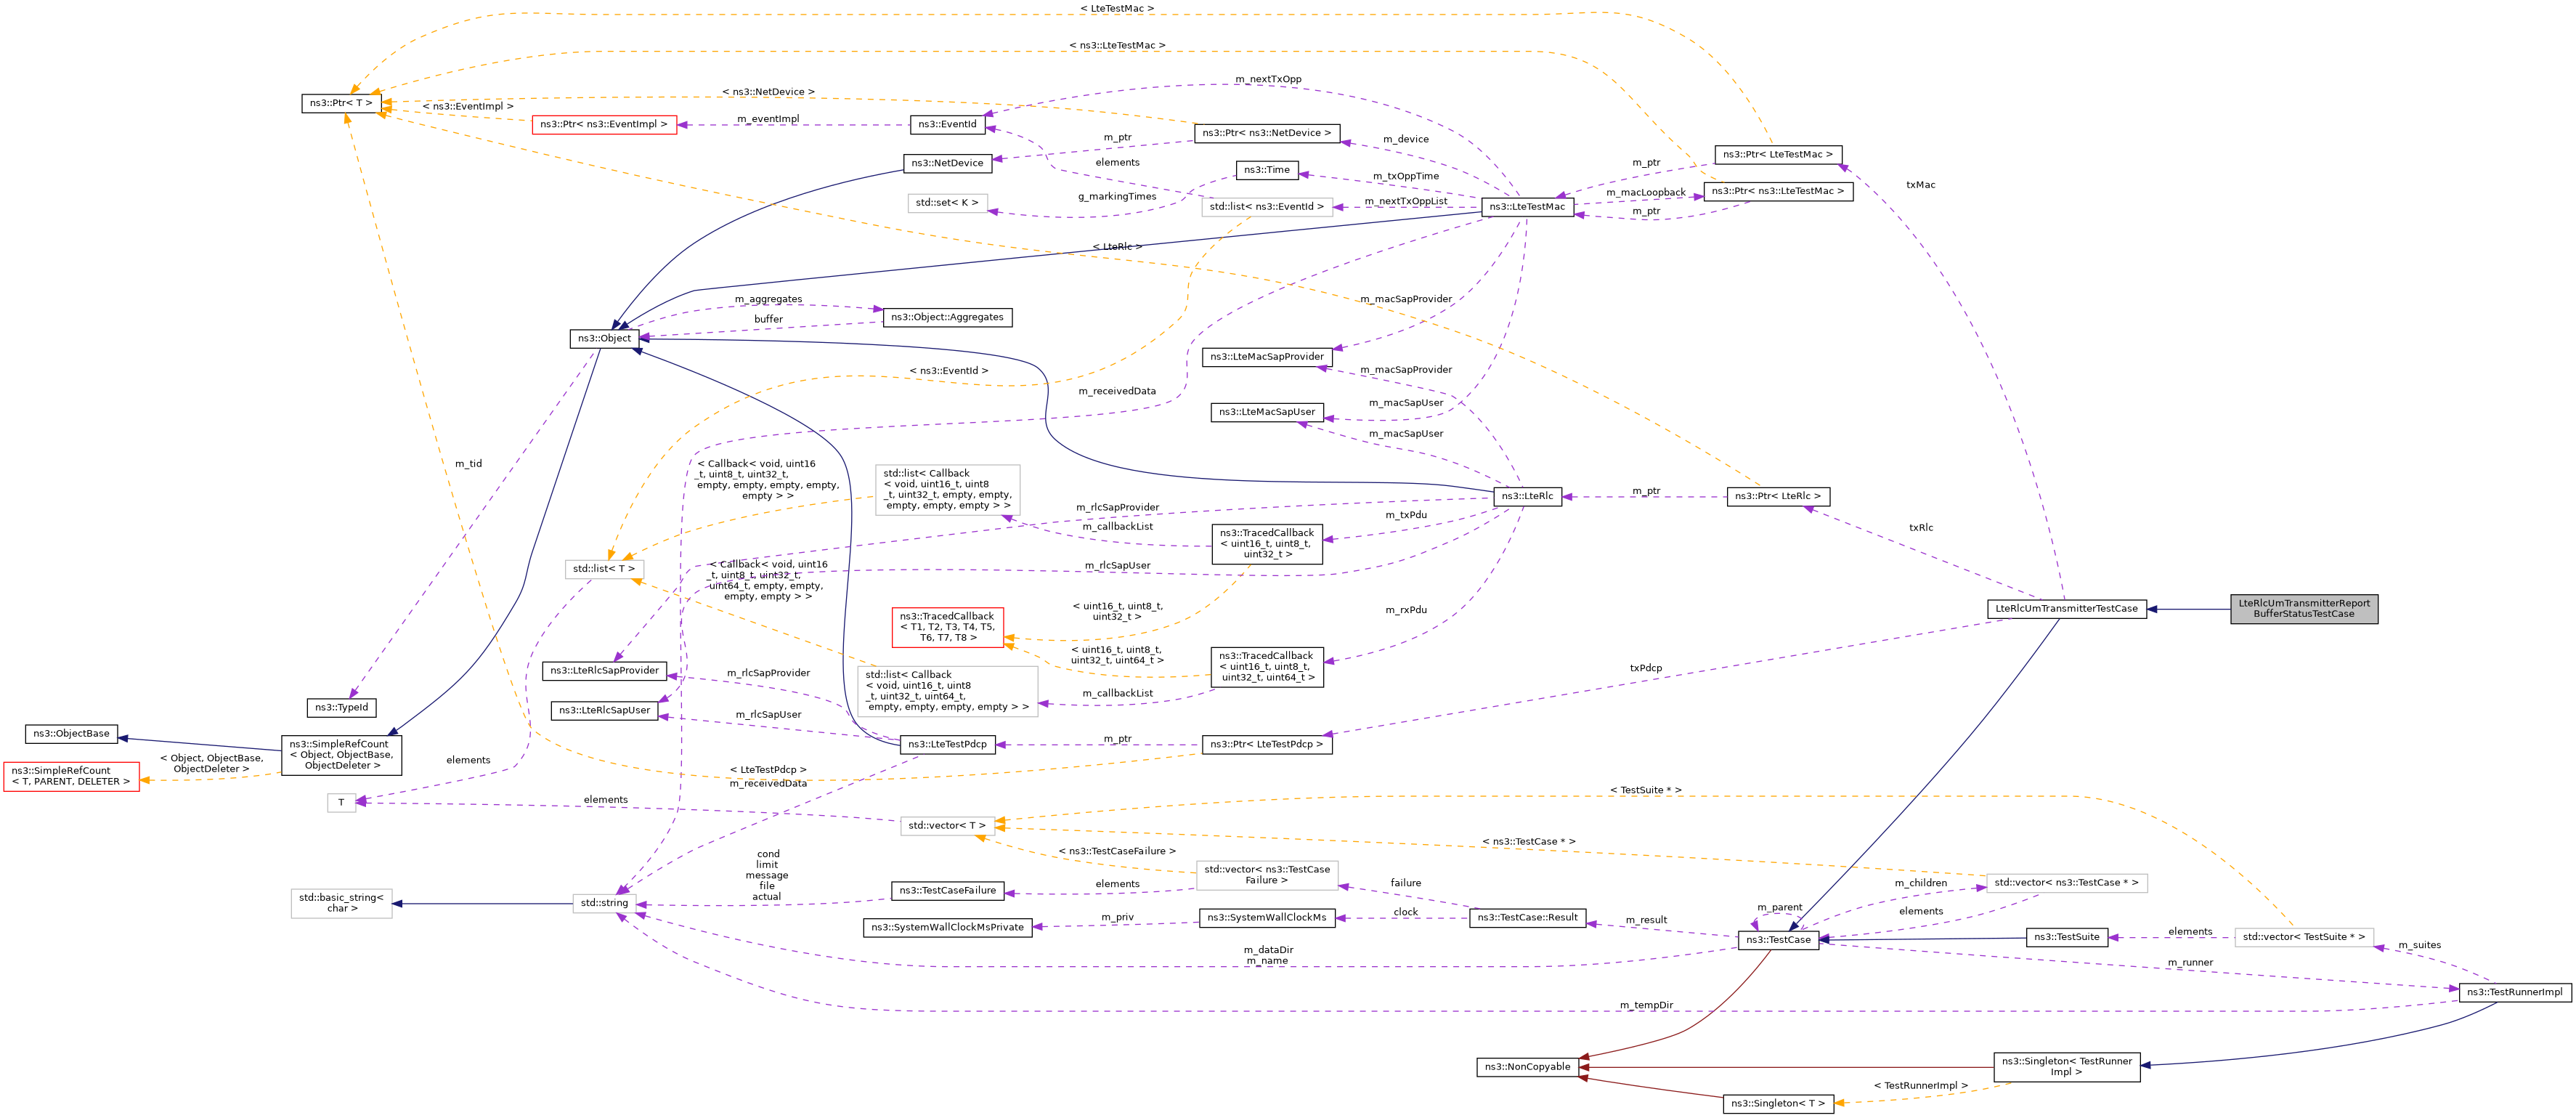 < LteTestMac >
< ns3::LteTestMac >
m_nextTxOpp
< ns3::NetDevice >
ns3::Ptr< T >
< ns3::EventImpl >
ns3::Ptr< ns3::EventImpl >
m_eventImpl
ns3::EventId
ns3::Ptr< ns3::NetDevice >
m_device
m_ptr
ns3::NetDevice
elements
ns3::Time
m_txOppTime
m_ptr
ns3::Ptr< LteTestMac >
txMac
std::set< K >
g_markingTimes
std::list< ns3::EventId >
m_nextTxOppList
ns3::LteTestMac
m_macLoopback
m_ptr
ns3::Ptr< ns3::LteTestMac >
< LteRlc >
m_aggregates
buffer
ns3::Object::Aggregates
m_macSapProvider
ns3::Object
ns3::LteMacSapProvider
< ns3::EventId >
m_macSapProvider
m_receivedData
ns3::LteMacSapUser
m_macSapUser
m_macSapUser
m_tid
< Callback< void, uint16
_t, uint8_t, uint32_t,
empty, empty, empty, empty,
empty > >
std::list< Callback
< void, uint16_t, uint8
_t, uint32_t, empty, empty,
empty, empty, empty > >
ns3::LteRlc
m_ptr
ns3::Ptr< LteRlc >
m_rlcSapProvider
m_callbackList
m_txPdu
txRlc
ns3::TracedCallback
< uint16_t, uint8_t,
uint32_t >
std::list< T >
< Callback< void, uint16
_t, uint8_t, uint32_t,
uint64_t, empty, empty,
empty, empty > >
m_rlcSapUser
ns3::TracedCallback
< T1, T2, T3, T4, T5,
T6, T7, T8 >
< uint16_t, uint8_t,
uint32_t >
m_rxPdu
LteRlcUmTransmitterTestCase
LteRlcUmTransmitterReport
BufferStatusTestCase
< uint16_t, uint8_t,
uint32_t, uint64_t >
ns3::TracedCallback
< uint16_t, uint8_t,
uint32_t, uint64_t >
ns3::LteRlcSapProvider
m_rlcSapProvider
std::list< Callback
< void, uint16_t, uint8
_t, uint32_t, uint64_t,
empty, empty, empty, empty > >
m_callbackList
txPdcp
ns3::TypeId
ns3::LteRlcSapUser
m_rlcSapUser
ns3::ObjectBase
ns3::SimpleRefCount
< Object, ObjectBase,
ObjectDeleter >
ns3::LteTestPdcp
m_ptr
ns3::Ptr< LteTestPdcp >
< Object, ObjectBase,
ObjectDeleter >
ns3::SimpleRefCount
< T, PARENT, DELETER >
elements
< LteTestPdcp >
m_receivedData
T
elements
< TestSuite * >
std::vector< T >
< ns3::TestCase * >
< ns3::TestCaseFailure >
cond
limit
message
file
actual
std::vector< ns3::TestCase
Failure >
elements
failure
m_children
std::vector< ns3::TestCase * >
ns3::TestCaseFailure
std::basic_string<
char >
std::string
ns3::SystemWallClockMsPrivate
m_priv
ns3::SystemWallClockMs
clock
ns3::TestCase::Result
m_result
m_parent
elements
ns3::TestCase
ns3::TestSuite
elements
std::vector< TestSuite * >
m_suites
m_dataDir
m_name
m_runner
m_tempDir
ns3::TestRunnerImpl
ns3::NonCopyable
ns3::Singleton< TestRunner
Impl >
< TestRunnerImpl >
ns3::Singleton< T >